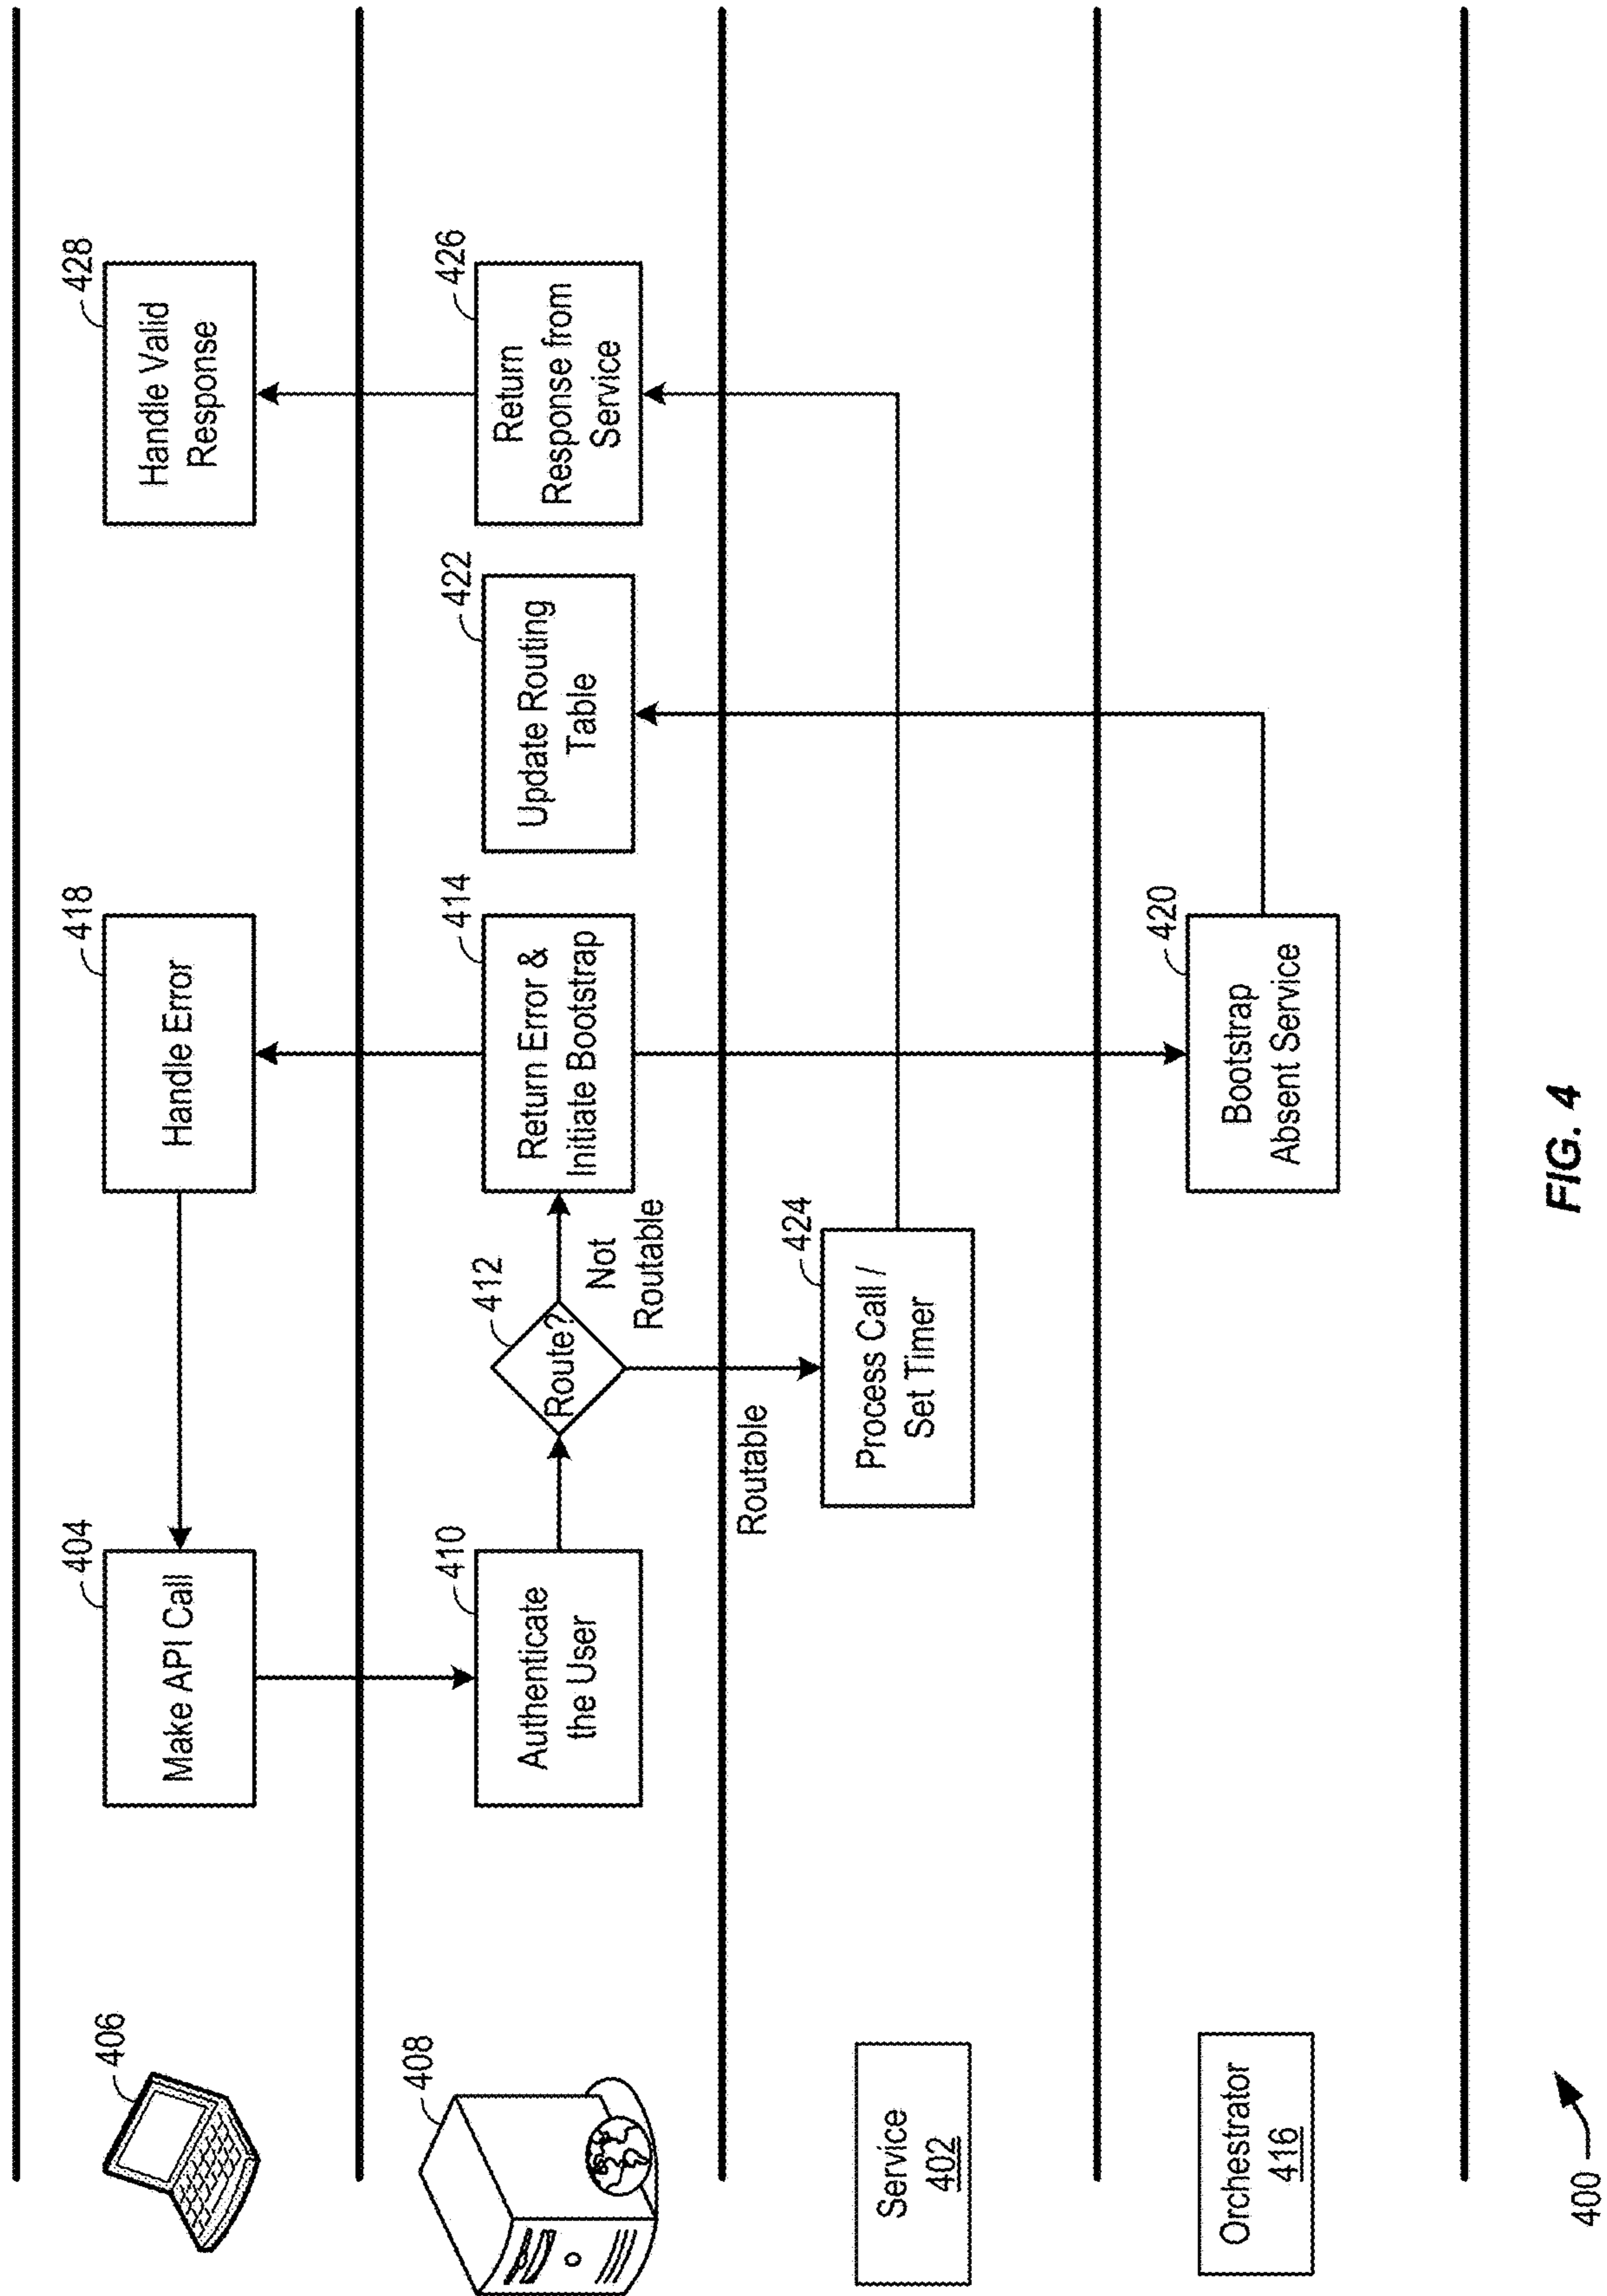 406
404
Make API Call
418
Handle Error
428
Handle Valid
Response
408
410
Authenticate
the User
412
Route?
Not
Routable
414
Return Error &
Initiate Bootstrap
422
Update Routing
Table
426
Return
Response from
Service
Routable
Service
402
424
Process Call /
Set Timer
Orchestrator
416
420
Bootstrap
Absent Service
400
FIG. 4